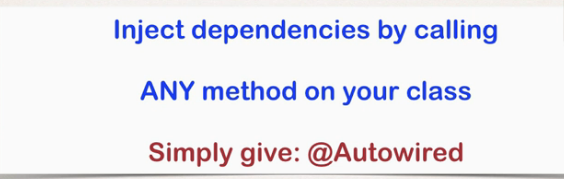 Inject dependencies by calling
ANY method on your class
Simply give: @Autowired